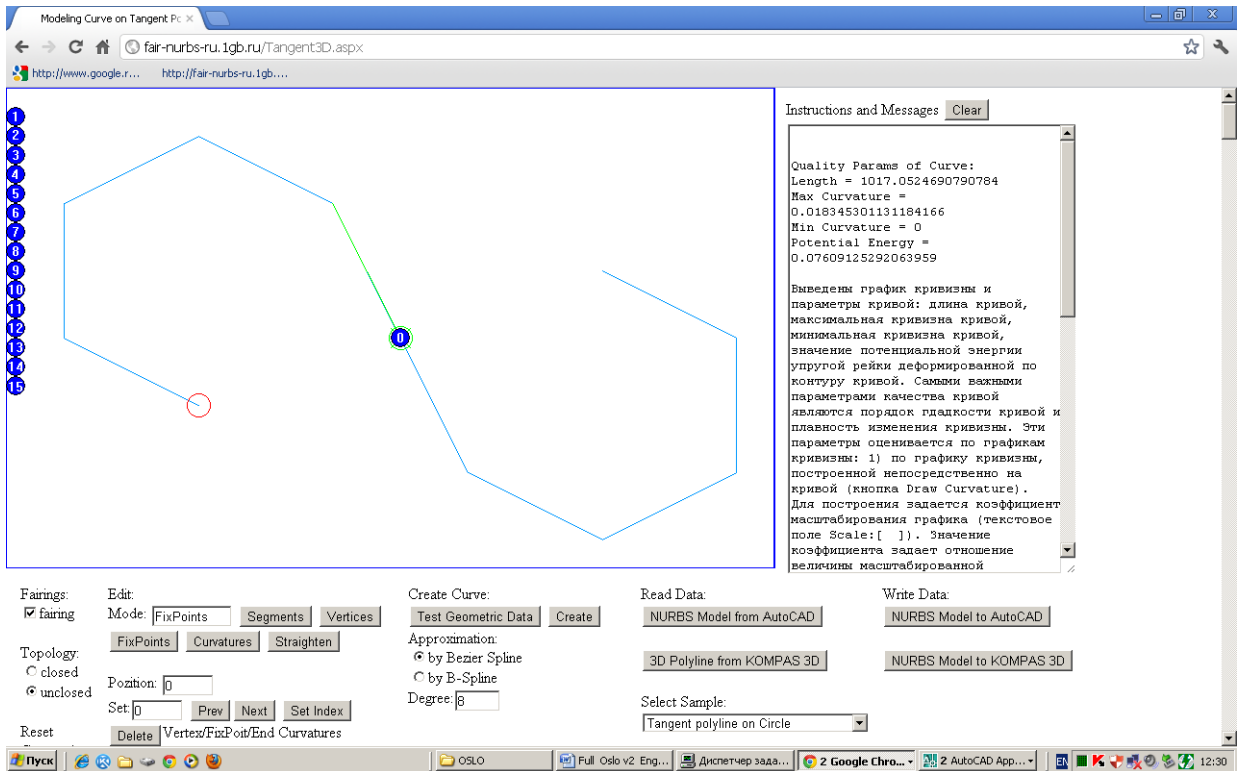 Modeling Curve on Tangent Pc
fair-nurbs-ru.1gb.ru/Tangent3D.aspx
http://www.google.r... http://fair-nurbs-ru.1gb....
1
2
3
4
5
6
7
8
9
10
11
12
13
14
15
0
Instructions and Messages Clear
Quality Params of Curve:
Length = 1017.0524690790784
Max Curvature =
0.018345301131184166
Min Curvature = 0
Potential Energy =
0.07609125292063959
Выведены график кривизны и
параметры кривой: длина кривой,
максимальная кривизна кривой,
минимальная кривизна кривой,
значение потенциальной энергии
упругой рейки деформированной по
контуру кривой. Самыми важными
параметрами качества кривой
являются порядок гладкости кривой и
плавность изменения кривизны. Эти
параметры оценивается по графикам
кривизны: 1) по графику кривизны,
построенной непосредственно на
кривой (кнопка Draw Curvature).
Для построения задается коэффициент
масштабирования графика (текстовое
поле Scale:[ ]). Значение
коэффициента задает отношение
величины масштабированной
Fairings: Edit: Create Curve: Read Data: Write Data:
fairing Mode: FixPoints Segments Vertices Test Geometric Data Create NURBS Model from AutoCAD NURBS Model to AutoCAD
FixPoints Curvatures Straighten Approximation:
Topology: by Bezier Spline 3D Polyline from KOMPAS 3D NURBS Model to KOMPAS 3D
closed by B-Spline
unclosed Pozition: 0 Degree: 8
Set: 0 Prev Next Set Index Select Sample:
Reset Delete Vertex/FixPoit/End Curvatures Tangent polyline on Circle
Пуск OSLO Full Oslo v2 Eng... Диспетчер зада... 2 Google Chro... 2 AutoCAD App... EN 12:30